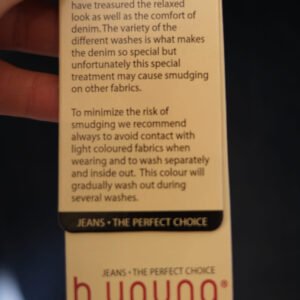 have treasured the relaxed
look as well as the comfort of
denim. The variety of the
different washes is what makes
the denim so special but
unfortunately this special
treatment may cause smudging
on other fabrics.
To minimize the risk of
smudging we recommend
always to avoid contact with
light coloured fabrics when
wearing and to wash separately
and inside out. This colour will
gradually wash out during
several washes.
JEANS • THE PERFECT CHOICE
JEANS • THE PERFECT CHOICE
b.young®